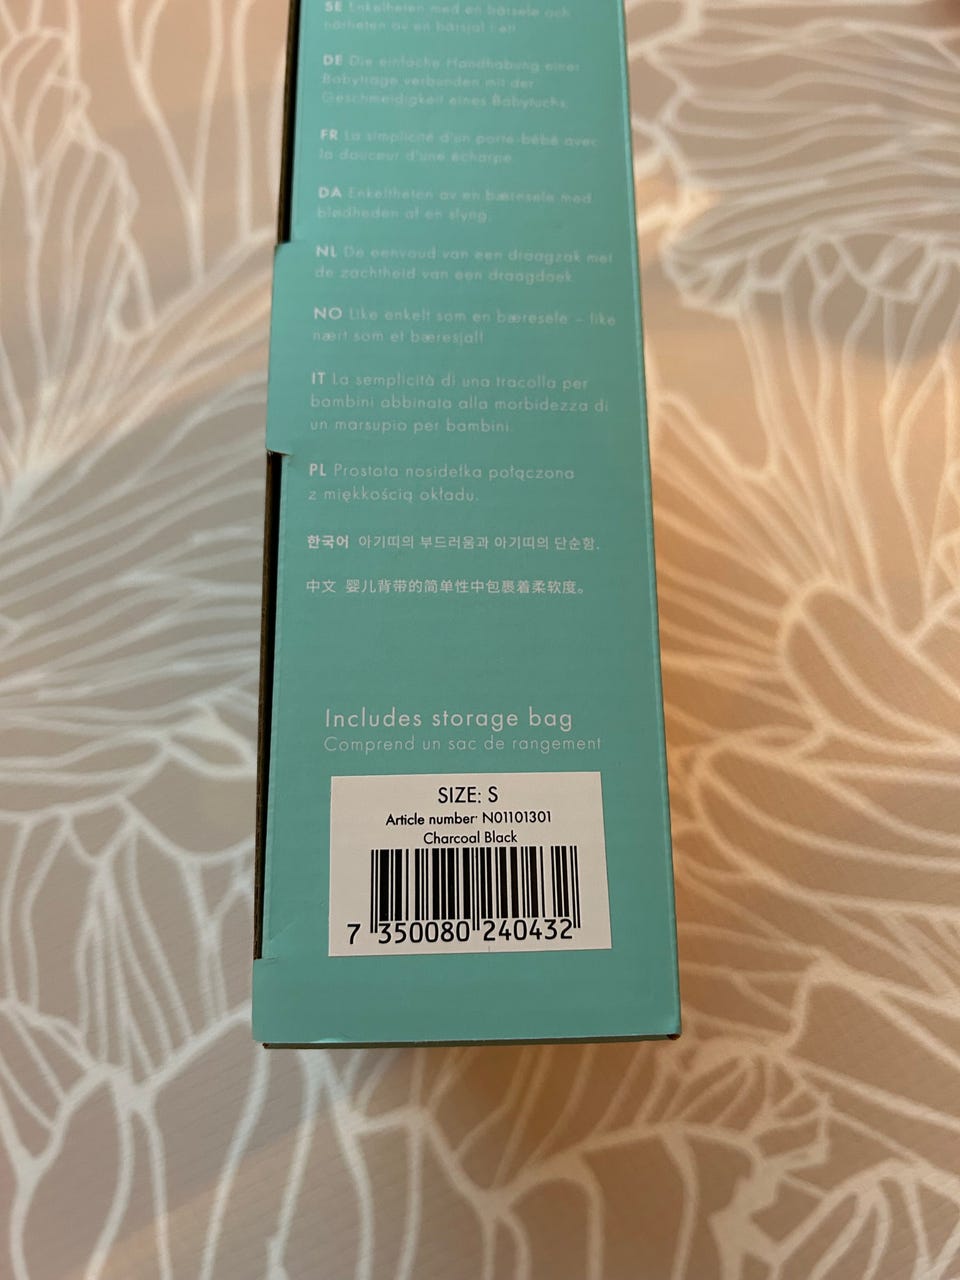 SE Enkelheten med en bärsele och
närheten av en bärsjal i ett
DE Die einfache Handhabung einer
Babytrage verbunden mit der
Geschmeidigkeit eines Babytuchs.
FR La simplicité d'un porte-bébé avec
la douceur d'une écharpe
DA Enkeltheten av en bæresele med
blødheden af en slyng.
NL De eenvoud van een draagzak met
de zachtheid van een draagdoek
NO Like enkelt som en bæresele – like
nært som et bæresjal!
IT La semplicità di una tracolla per
bambini abbinata alla morbidezza di
un marsupio per bambini.
PL Prostota nosidełka połączona
z miękkością okładu.
한국어 아기띠의 부드러움과 아기띠의 단순함.
中文 婴儿背带的简单性中包裹着柔软度。
Includes storage bag
Comprend un sac de rangement
SIZE: S
Article number: N01101301
Charcoal Black
7 350080 240432